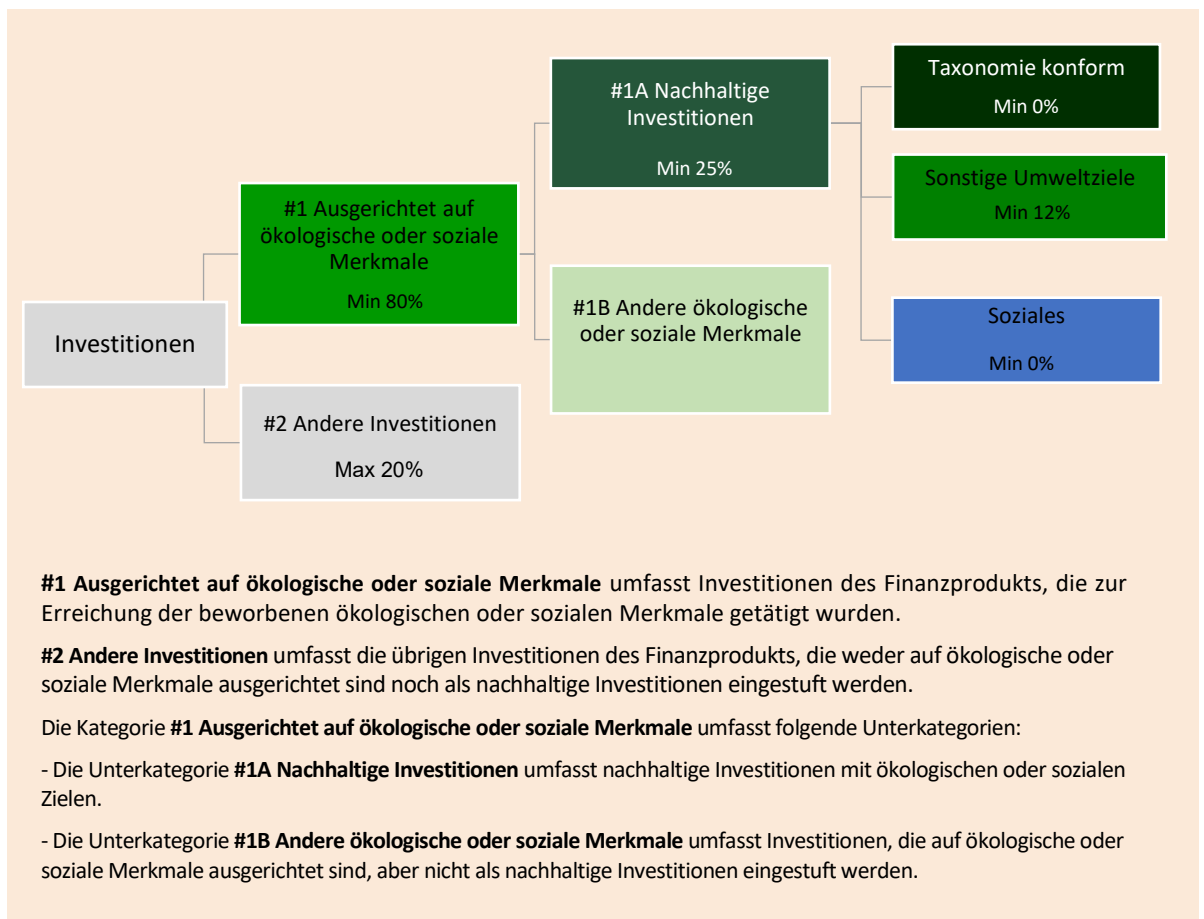 Investitionen
#1 Ausgerichtet auf
ökologische oder soziale
Merkmale
Min 80%
#2 Andere Investitionen
Max 20%
#1A Nachhaltige
Investitionen
Min 25%
#1B Andere ökologische
oder soziale Merkmale
Taxonomie konform
Min 0%
Sonstige Umweltziele
Min 12%
Soziales
Min 0%
#1 Ausgerichtet auf ökologische oder soziale Merkmale umfasst Investitionen des Finanzprodukts, die zur
Erreichung der beworbenen ökologischen oder sozialen Merkmale getätigt wurden.
#2 Andere Investitionen umfasst die übrigen Investitionen des Finanzprodukts, die weder auf ökologische oder
soziale Merkmale ausgerichtet sind noch als nachhaltige Investitionen eingestuft werden.
Die Kategorie #1 Ausgerichtet auf ökologische oder soziale Merkmale umfasst folgende Unterkategorien:
- Die Unterkategorie #1A Nachhaltige Investitionen umfasst nachhaltige Investitionen mit ökologischen oder sozialen
Zielen.
- Die Unterkategorie #1B Andere ökologische oder soziale Merkmale umfasst Investitionen, die auf ökologische oder
soziale Merkmale ausgerichtet sind, aber nicht als nachhaltige Investitionen eingestuft werden.